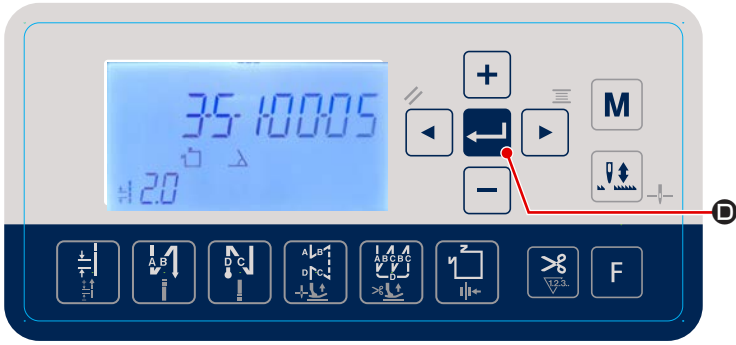 35-10005
2.0
+
M
−
D
A B
D C
A B
D C
A A A
B C B C
D
1.2.3..
F